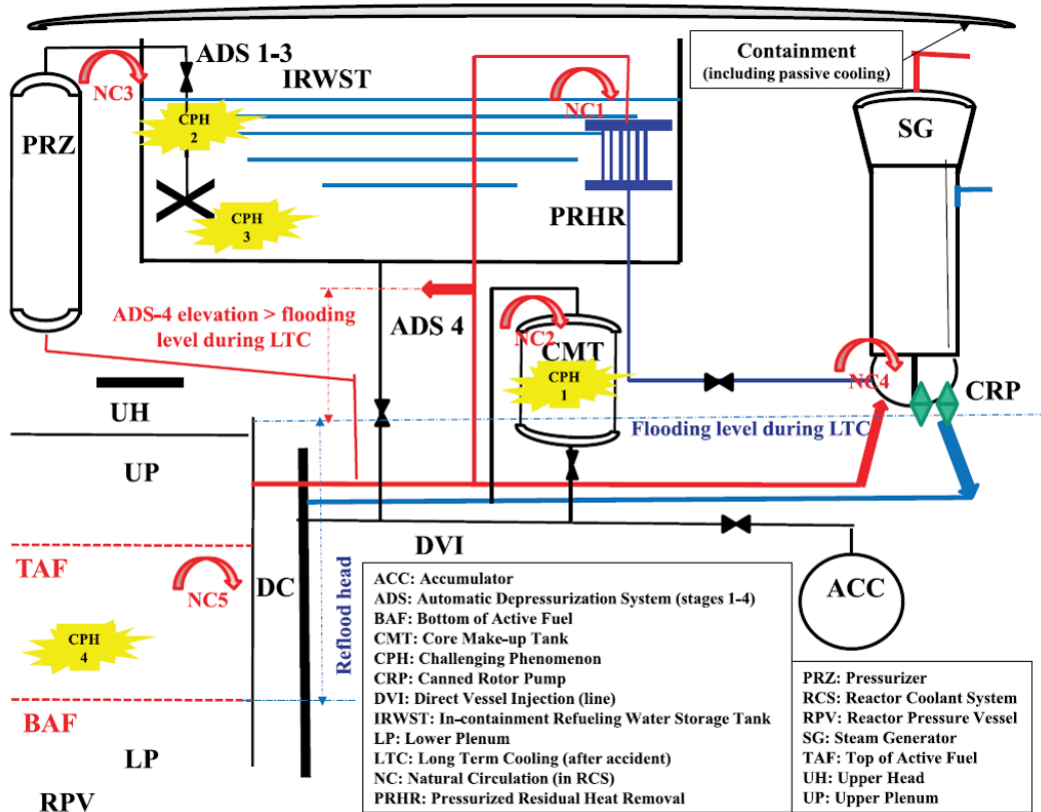 Containment
(including passive cooling)
ADS 1-3
IRWST
NC3
NC1
CPH
2
PRZ
SG
CPH
3
PRHR
ADS-4 elevation > flooding
level during LTC
ADS 4
NC2
CMT
CPH
1
NC4
CRP
UH
Flooding level during LTC
UP
TAF
DVI
DC
NC5
Reflood head
ACC
CPH
4
BAF
LP
RPV
ACC: Accumulator
ADS: Automatic Depressurization System (stages 1-4)
BAF: Bottom of Active Fuel
CMT: Core Make-up Tank
CPH: Challenging Phenomenon
CRP: Canned Rotor Pump
DVI: Direct Vessel Injection (line)
IRWST: In-containment Refueling Water Storage Tank
LP: Lower Plenum
LTC: Long Term Cooling (after accident)
NC: Natural Circulation (in RCS)
PRHR: Pressurized Residual Heat Removal
PRZ: Pressurizer
RCS: Reactor Coolant System
RPV: Reactor Pressure Vessel
SG: Steam Generator
TAF: Top of Active Fuel
UH: Upper Head
UP: Upper Plenum